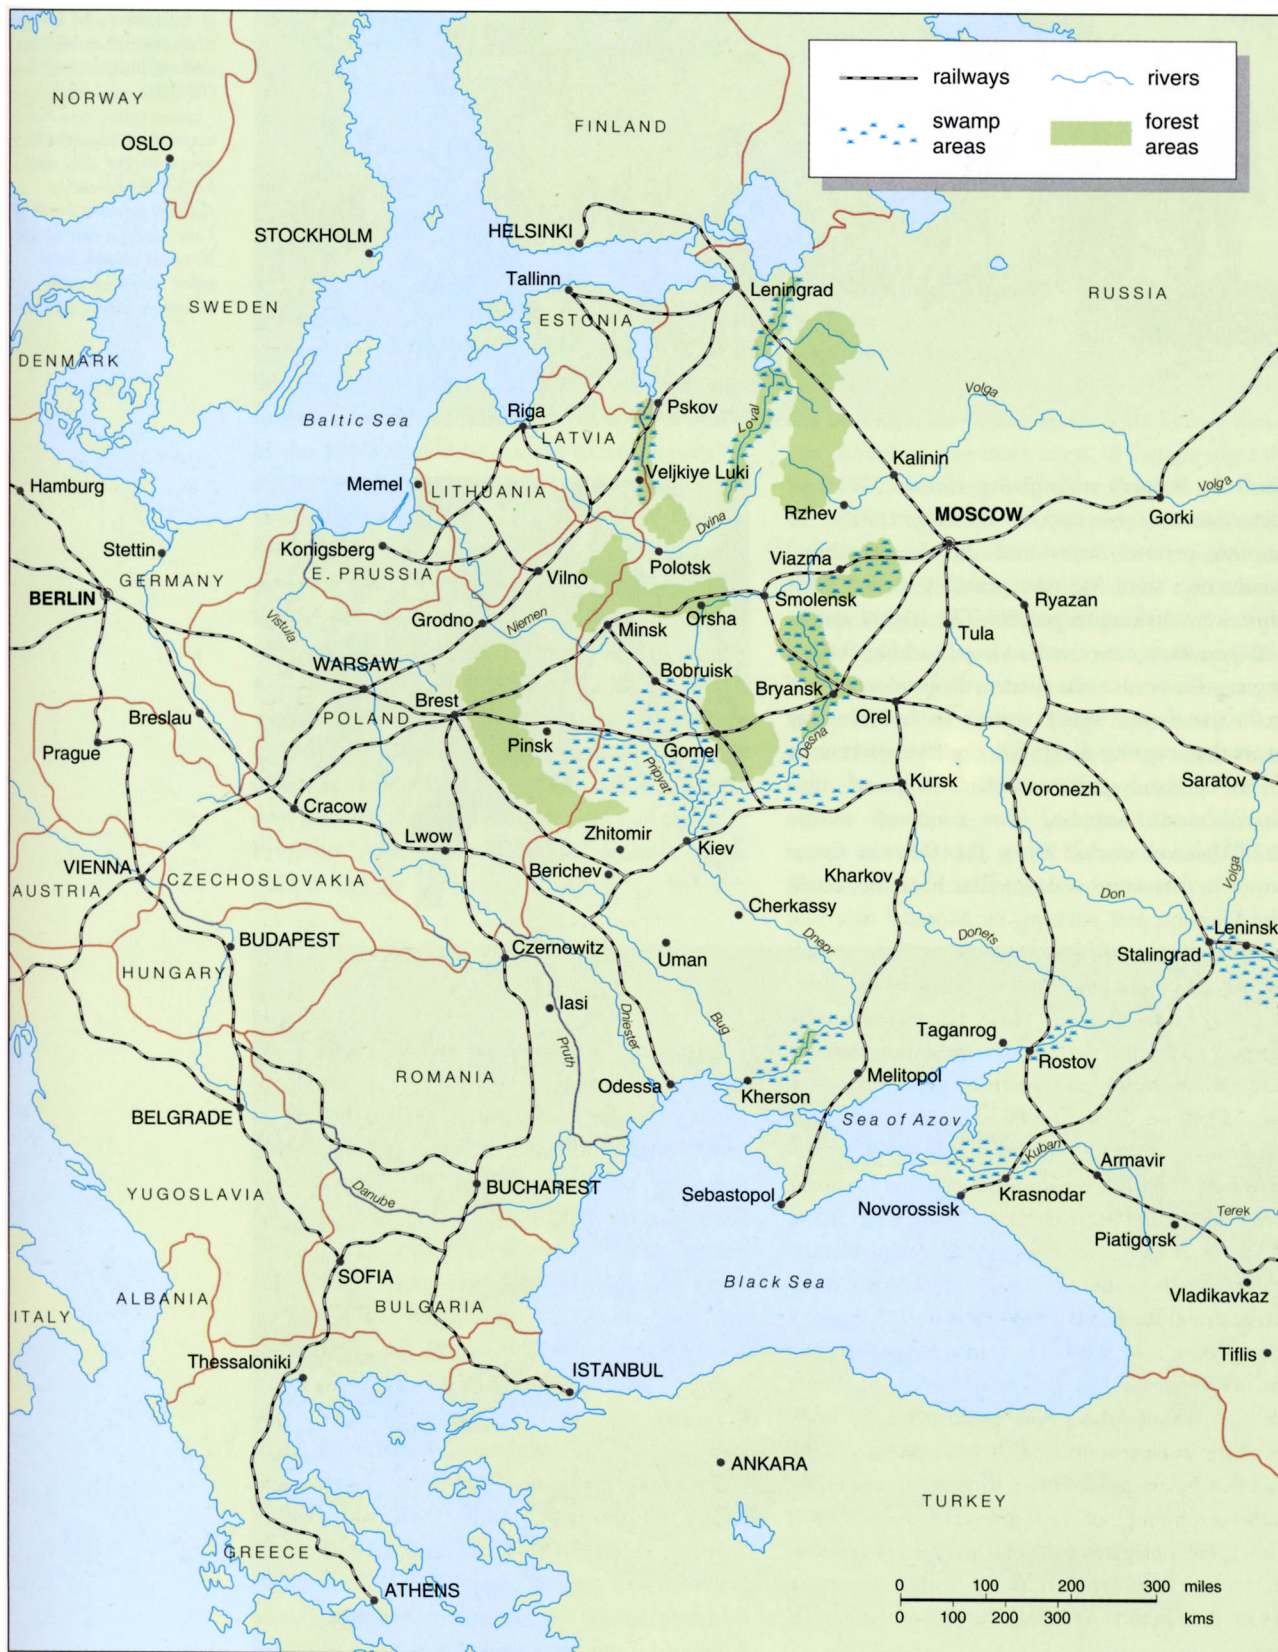 railways
rivers
swamp
areas
forest
areas
NORWAY
OSLO
FINLAND
STOCKHOLM
HELSINKI
SWEDEN
Tallinn
Leningrad
RUSSIA
ESTONIA
DENMARK
Volga
Baltic Sea
Riga
Pskov
Loval
LATVIA
Kalinin
Hamburg
Memel
LITHUANIA
Veljkiye Luki
Volga
Rzhev
MOSCOW
Gorki
Dvina
Stettin
Konigsberg
Viazma
GERMANY
E. PRUSSIA
Vilno
Polotsk
BERLIN
Smolensk
Ryazan
Vistula
Grodno
Niemen
Minsk
Orsha
Tula
WARSAW
Bobruisk
Bryansk
Brest
Breslau
POLAND
Orel
Prague
Pinsk
Gomel
Desna
Pripyat
Saratov
Kursk
Voronezh
Cracow
Lwow
Zhitomir
Kiev
VIENNA
Berichev
Kharkov
AUSTRIA
CZECHOSLOVAKIA
Volga
Don
Cherkassy
Dnepr
Leninsk
BUDAPEST
Czernowitz
Donets
Stalingrad
HUNGARY
Uman
Iasi
Dniester
Bug
Taganrog
Pruth
Rostov
ROMANIA
Odessa
Melitopol
Kherson
BELGRADE
Sea of Azov
Kuban
Armavir
YUGOSLAVIA
Danube
BUCHAREST
Sebastopol
Krasnodar
Novorossisk
Terek
Piatigorsk
SOFIA
Black Sea
ALBANIA
BULGARIA
Vladikavkaz
ITALY
Thessaloniki
ISTANBUL
Tiflis
ANKARA
TURKEY
GREECE
ATHENS
0 100 200 300 miles
0 100 200 300 kms